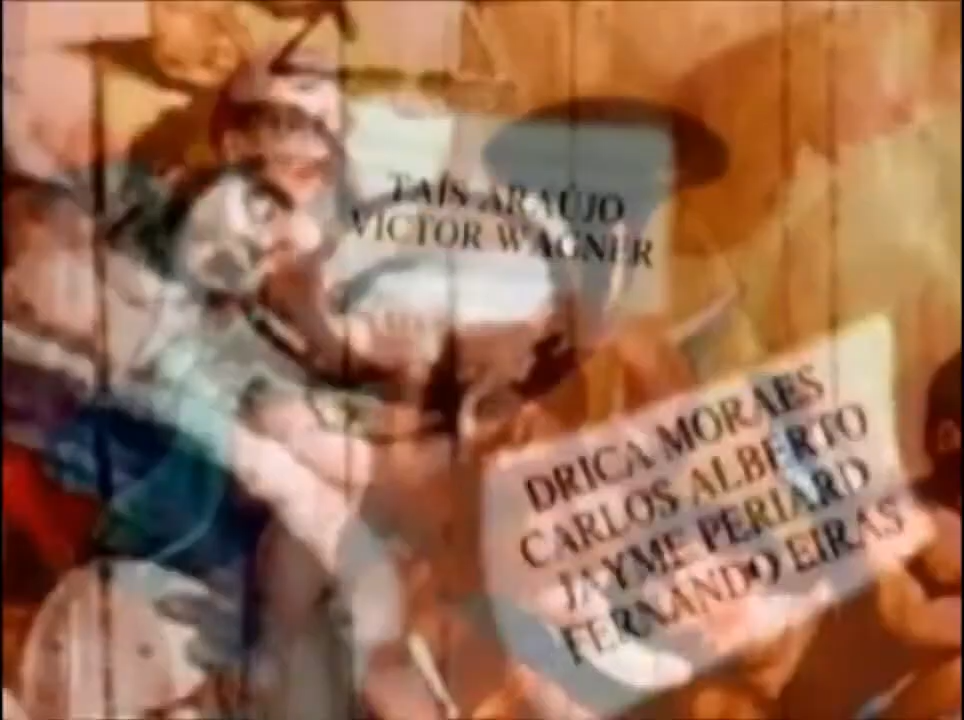 TAÍS ARAÚJO
VICTOR WAGNER
DRICA MORAES
CARLOS ALBERTO
JAYME PERIARD
FERNANDO EIRAS